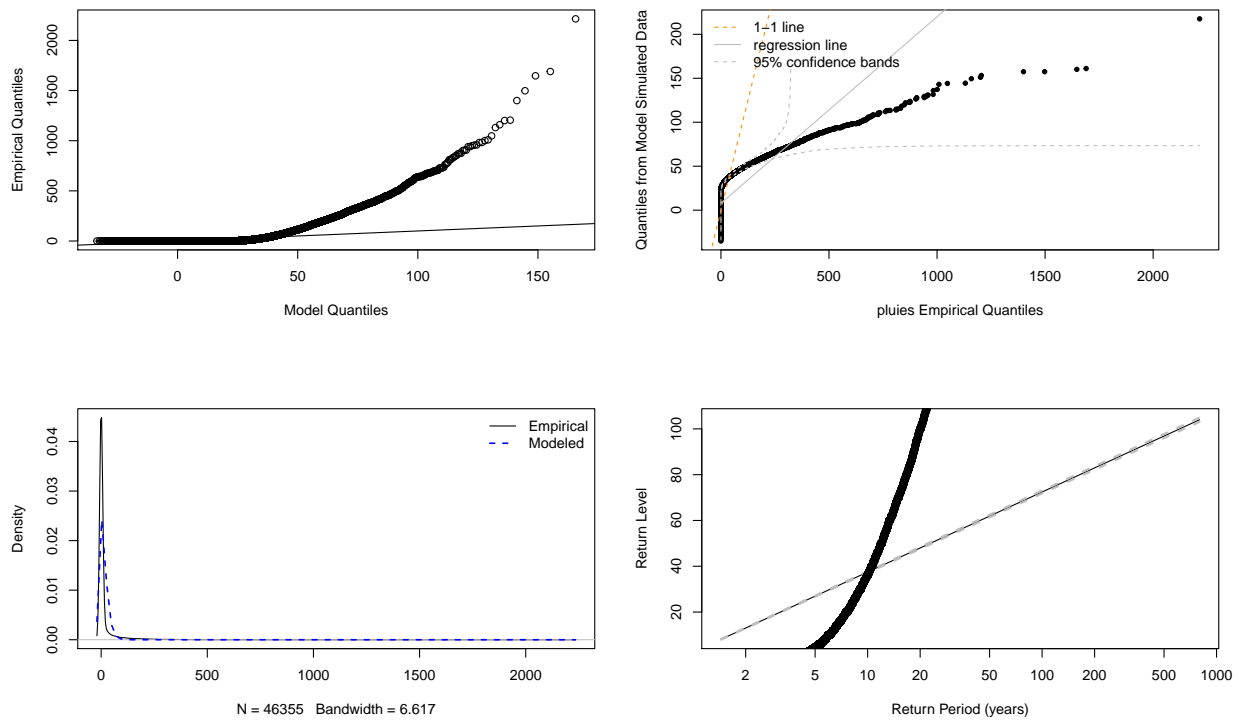 Empirical Quantiles
0 500 1000 1500 2000
0 50 100 150
Model Quantiles
Quantiles from Model Simulated Data
0 50 100 150 200
1−1 line
regression line
95% confidence bands
0 500 1000 1500 2000
pluies Empirical Quantiles
Density
0.00 0.01 0.02 0.03 0.04
Empirical
Modeled
0 500 1000 1500 2000
N = 46355 Bandwidth = 6.617
Return Level
20 40 60 80 100
2 5 10 20 50 100 200 500 1000
Return Period (years)